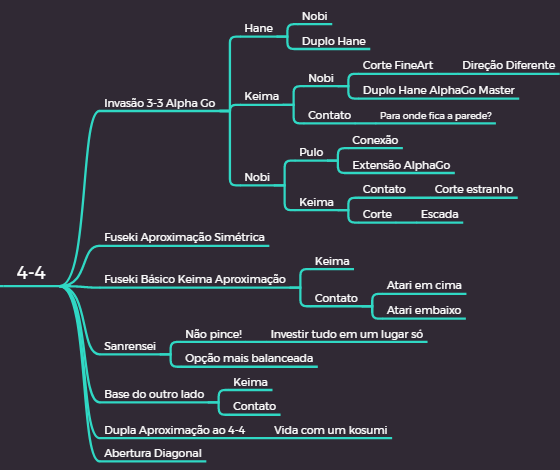 4-4
Invasão 3-3 Alpha Go
Hane
Nobi
Duplo Hane
Keima
Nobi
Corte FineArt
Direção Diferente
Duplo Hane AlphaGo Master
Contato
Para onde fica a parede?
Nobi
Pulo
Conexão
Extensão AlphaGo
Keima
Contato
Corte estranho
Corte
Escada
Fuseki Aproximação Simétrica
Fuseki Básico Keima Aproximação
Keima
Contato
Atari em cima
Atari embaixo
Sanrensei
Não pince!
Investir tudo em um lugar só
Opção mais balanceada
Base do outro lado
Keima
Contato
Dupla Aproximação ao 4-4
Vida com um kosumi
Abertura Diagonal